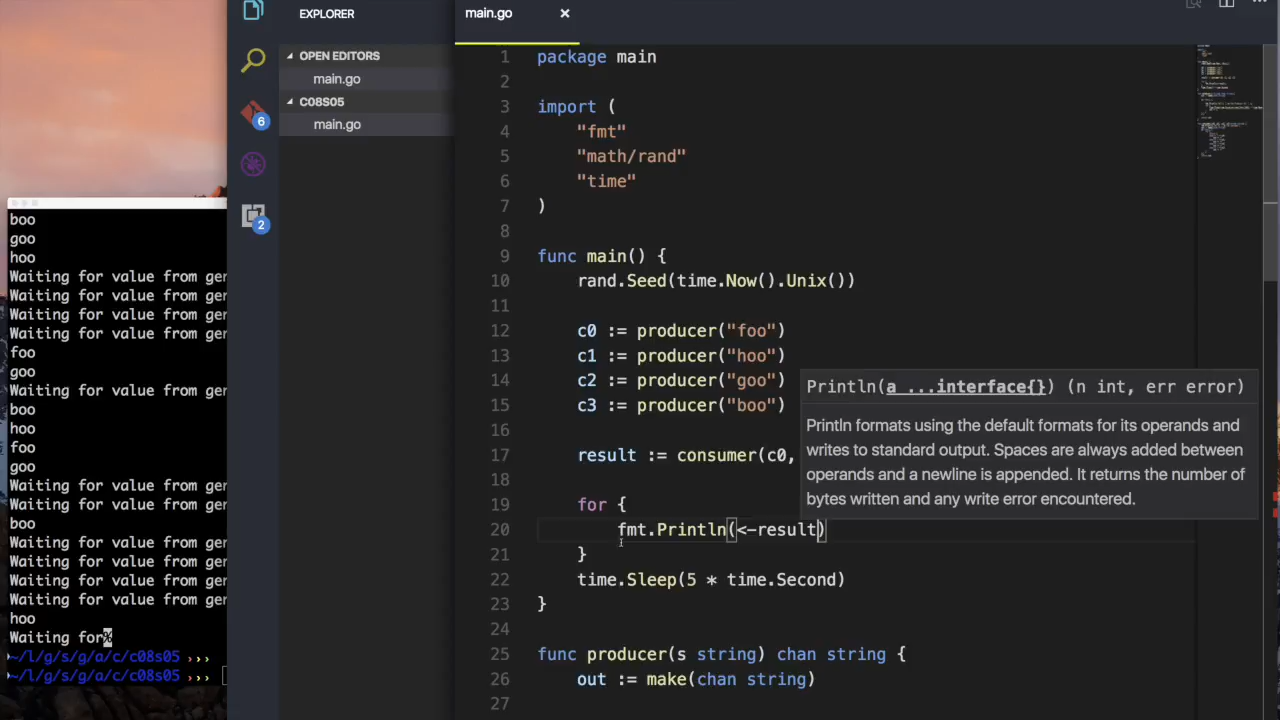 EXPLORER
OPEN EDITORS
main.go
C08S05
main.go
6
2
main.go
1 package main
2
3 import (
4 "fmt"
5 "math/rand"
6 "time"
7 )
8
9 func main() {
10 rand.Seed(time.Now().Unix())
11
12 c0 := producer("foo")
13 c1 := producer("hoo")
14 c2 := producer("goo")
15 c3 := producer("boo")
16
17 result := consumer(c0,
18
19 for {
20 fmt.Println(<-result)
21 }
22 time.Sleep(5 * time.Second)
23 }
24
25 func producer(s string) chan string {
26 out := make(chan string)
27
Println(a ...interface{}) (n int, err error)
Println formats using the default formats for its operands and
writes to standard output. Spaces are always added between
operands and a newline is appended. It returns the number of
bytes written and any write error encountered.
boo
goo
hoo
Waiting for value from ger
Waiting for value from ger
Waiting for value from ger
Waiting for value from ger
foo
goo
Waiting for value from ger
boo
hoo
foo
goo
Waiting for value from ger
Waiting for value from ger
boo
Waiting for value from ger
Waiting for value from ger
Waiting for value from ger
hoo
Waiting for%
~/l/g/s/g/a/c/c08s05 ›››
~/l/g/s/g/a/c/c08s05 ›››